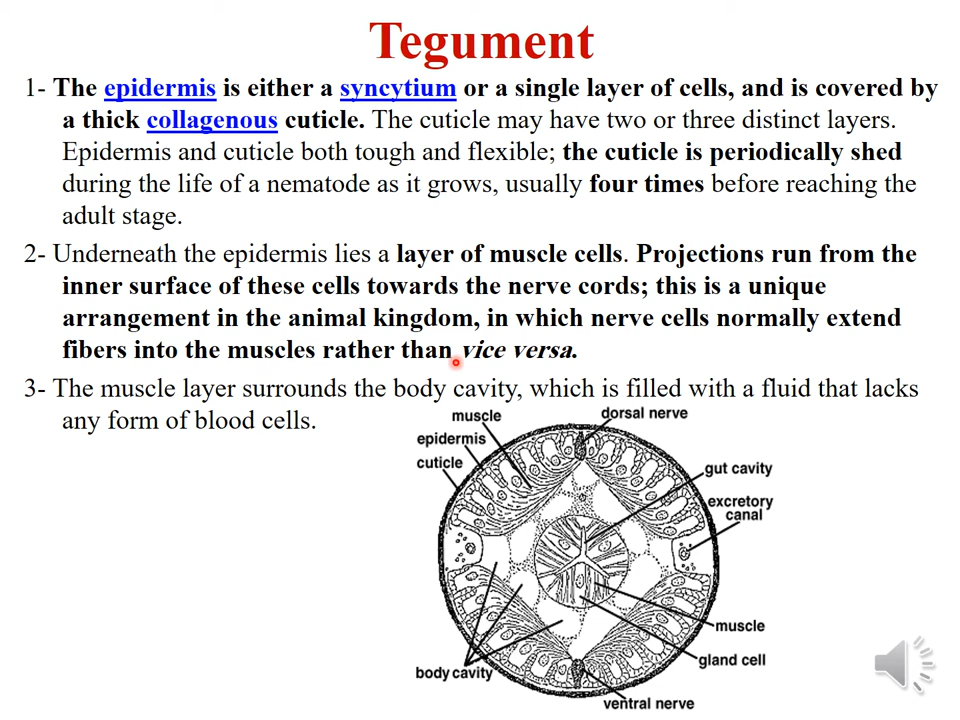 Tegument
1- The epidermis is either a syncytium or a single layer of cells, and is covered by
a thick collagenous cuticle. The cuticle may have two or three distinct layers.
Epidermis and cuticle both tough and flexible; the cuticle is periodically shed
during the life of a nematode as it grows, usually four times before reaching the
adult stage.
2- Underneath the epidermis lies a layer of muscle cells. Projections run from the
inner surface of these cells towards the nerve cords; this is a unique
arrangement in the animal kingdom, in which nerve cells normally extend
fibers into the muscles rather than vice versa.
3- The muscle layer surrounds the body cavity, which is filled with a fluid that lacks
any form of blood cells.
muscle
dorsal nerve
epidermis
cuticle
gut cavity
excretory
canal
muscle
gland cell
body cavity
ventral nerve